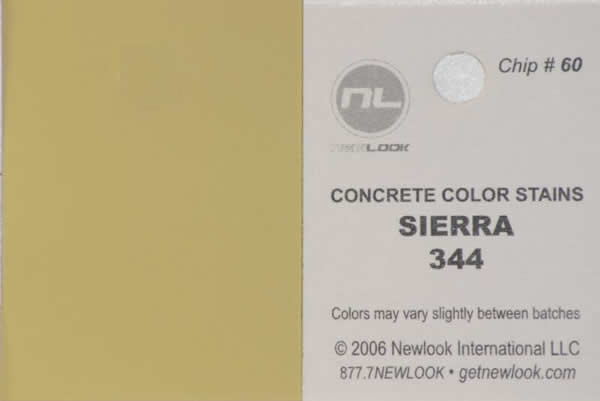 Chip # 60
NL
NEWLOOK
CONCRETE COLOR STAINS
SIERRA
344
Colors may vary slightly between batches
© 2006 Newlook International LLC
877.7NEWLOOK • getnewlook.com